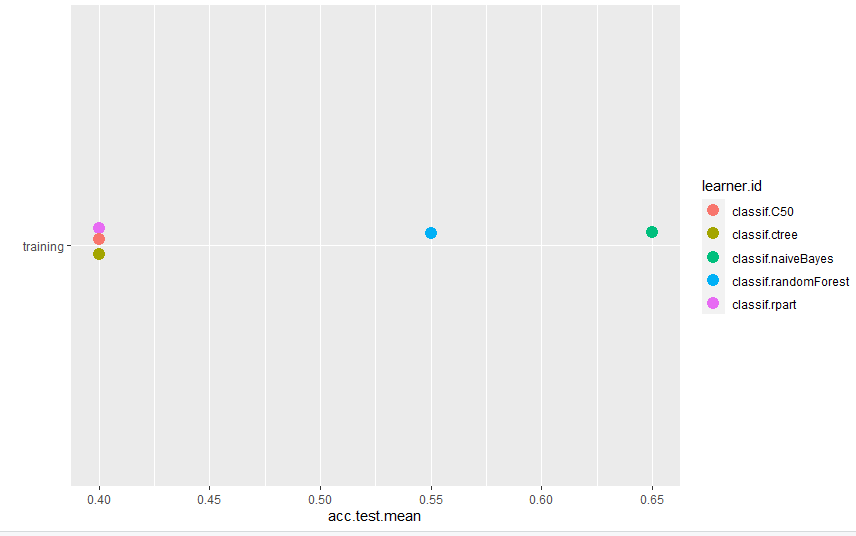 learner.id
classif.C50
classif.ctree
training
classif.naiveBayes
classif.randomForest
classif.rpart
0.40 0.45 0.50 0.55 0.60 0.65
acc.test.mean